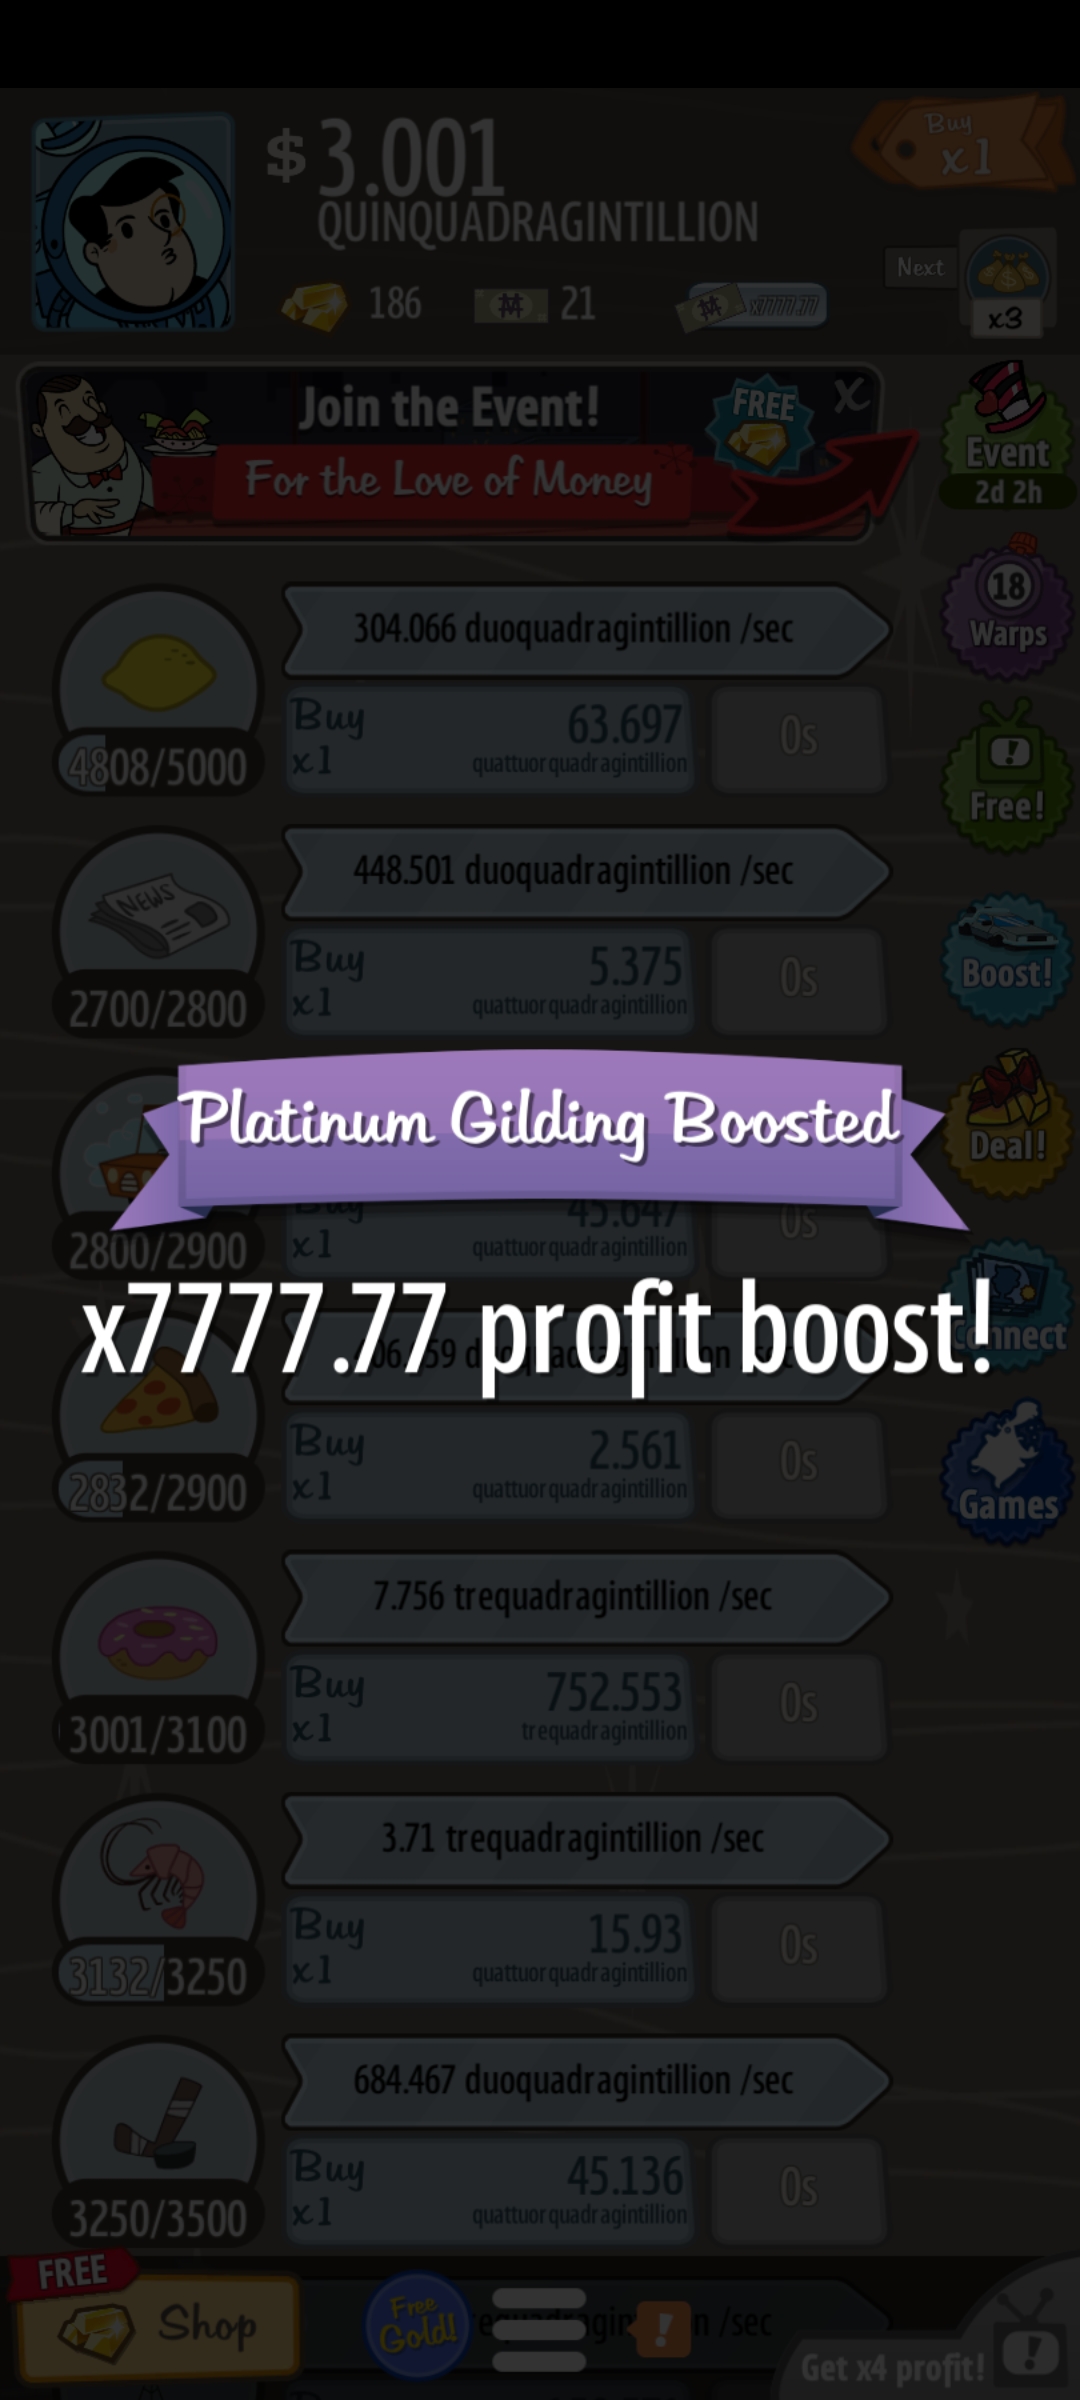 $ 3.001
QUINQUADRAGINTILLION
Buy
x1
186
21
x7777.77
Next
x3
Join the Event!
For the Love of Money
FREE
X
Event
2d 2h
304.066 duoquadragintillion /sec
18
Warps
4808/5000
Buy
x1
63.697
quattuorquadragintillion
0s
Free!
NEWS
448.501 duoquadragintillion /sec
2700/2800
Buy
x1
5.375
quattuorquadragintillion
0s
Boost!
Platinum Gilding Boosted
Deal!
2800/2900
Buy
x1
45.647
quattuorquadragintillion
0s
x7777.77 profit boost!
Connect
2832/2900
Buy
x1
2.561
quattuorquadragintillion
0s
Games
7.756 trequadragintillion /sec
3001/3100
Buy
x1
752.553
trequadragintillion
0s
3.71 trequadragintillion /sec
3132/3250
Buy
x1
15.93
quattuorquadragintillion
0s
684.467 duoquadragintillion /sec
3250/3500
Buy
x1
45.136
quattuorquadragintillion
0s
FREE
Shop
Free
Gold!
!
/sec
Get x4 profit!
!